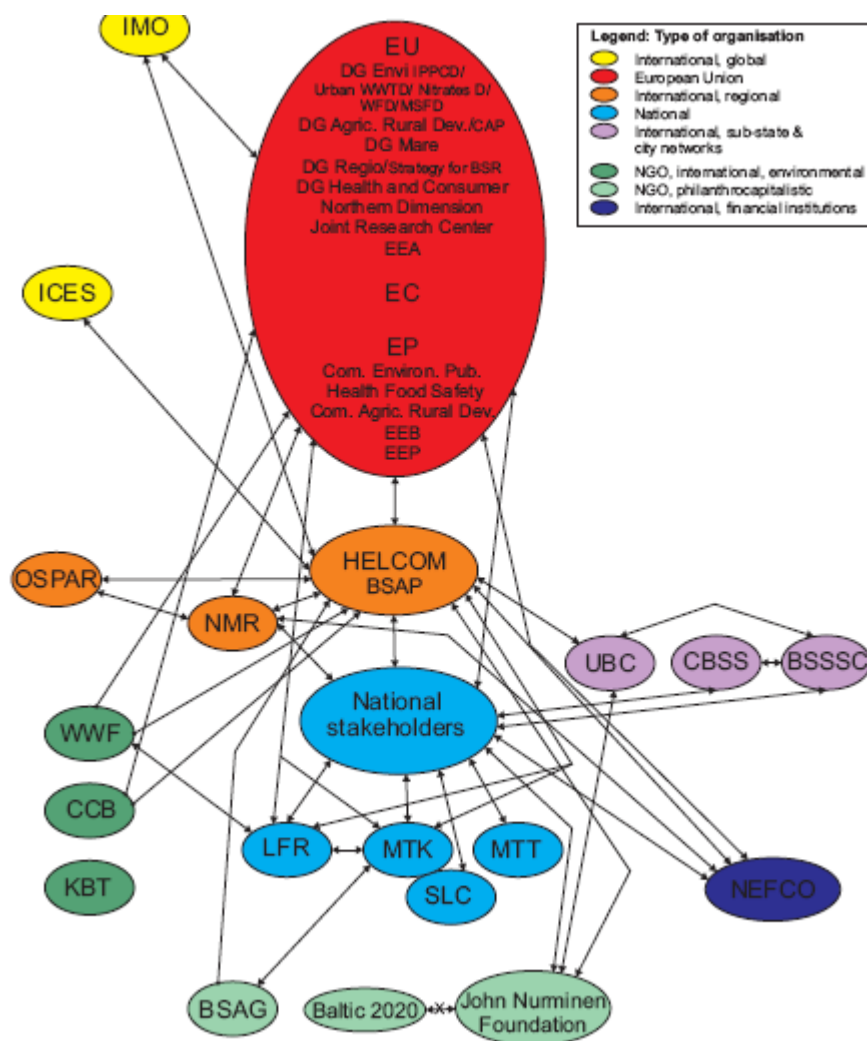 IMO
EU
DG Envi IPPCD/
Urban WWTD/ Nitrates D/
WFD/MSFD
DG Agric. Rural Dev./CAP
DG Mare
DG Regio/Strategy for BSR
DG Health and Consumer
Northern Dimension
Joint Research Center
EEA
EC
EP
Com. Environ. Pub.
Health Food Safety
Com. Agric. Rural Dev.
EEB
EEP
Legend: Type of organisation
International, global
European Union
International, regional
National
International, sub-state &
city networks
NGO, international, environmental
NGO, philanthrocapitalistic
International, financial institutions
ICES
HELCOM
BSAP
OSPAR
NMR
UBC
CBSS
BSSSC
National
stakeholders
WWF
CCB
KBT
LFR
MTK
MTT
SLC
NEFCO
BSAG
Baltic 2020
X
John Nurminen
Foundation